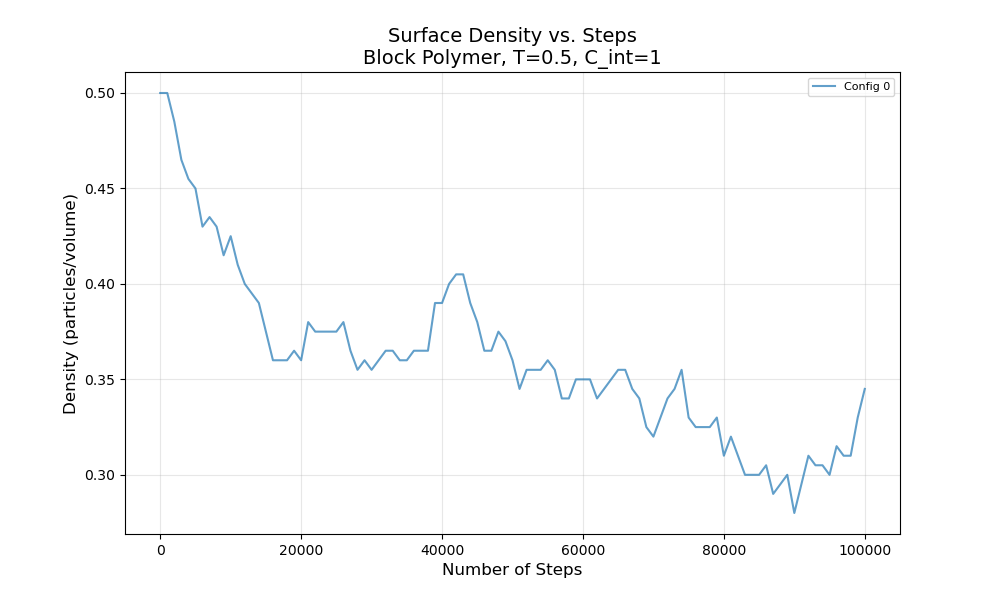 Surface Density vs. Steps
Block Polymer, T=0.5, C_int=1
Config 0
Density (particles/volume)
0.50
0.45
0.40
0.35
0.30
0
20000
40000
60000
80000
100000
Number of Steps